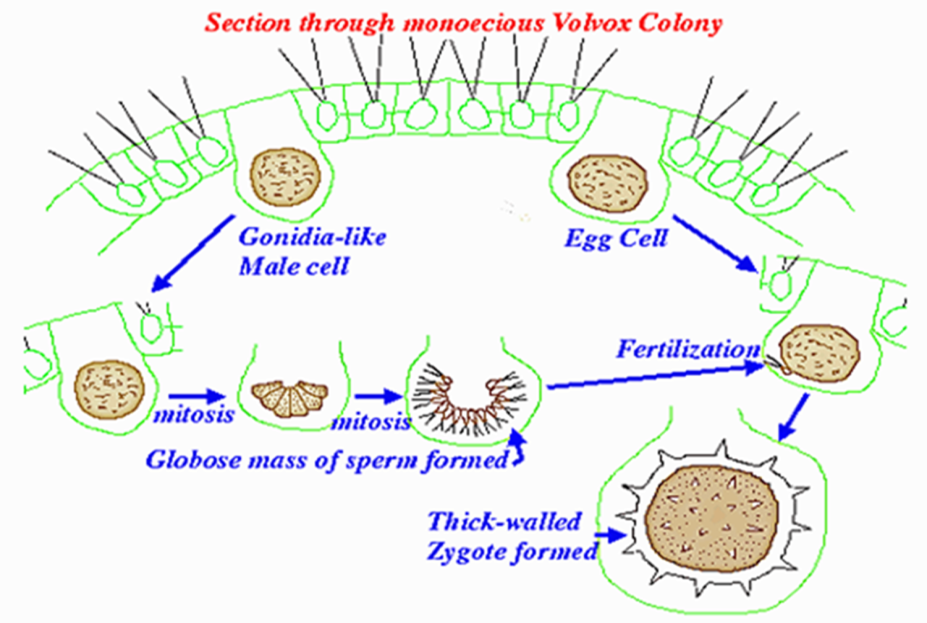 Section through monoecious Volvox Colony
Gonidia-like
Male cell
Egg Cell
Fertilization
mitosis
mitosis
Globose mass of sperm formed
Thick-walled
Zygote formed